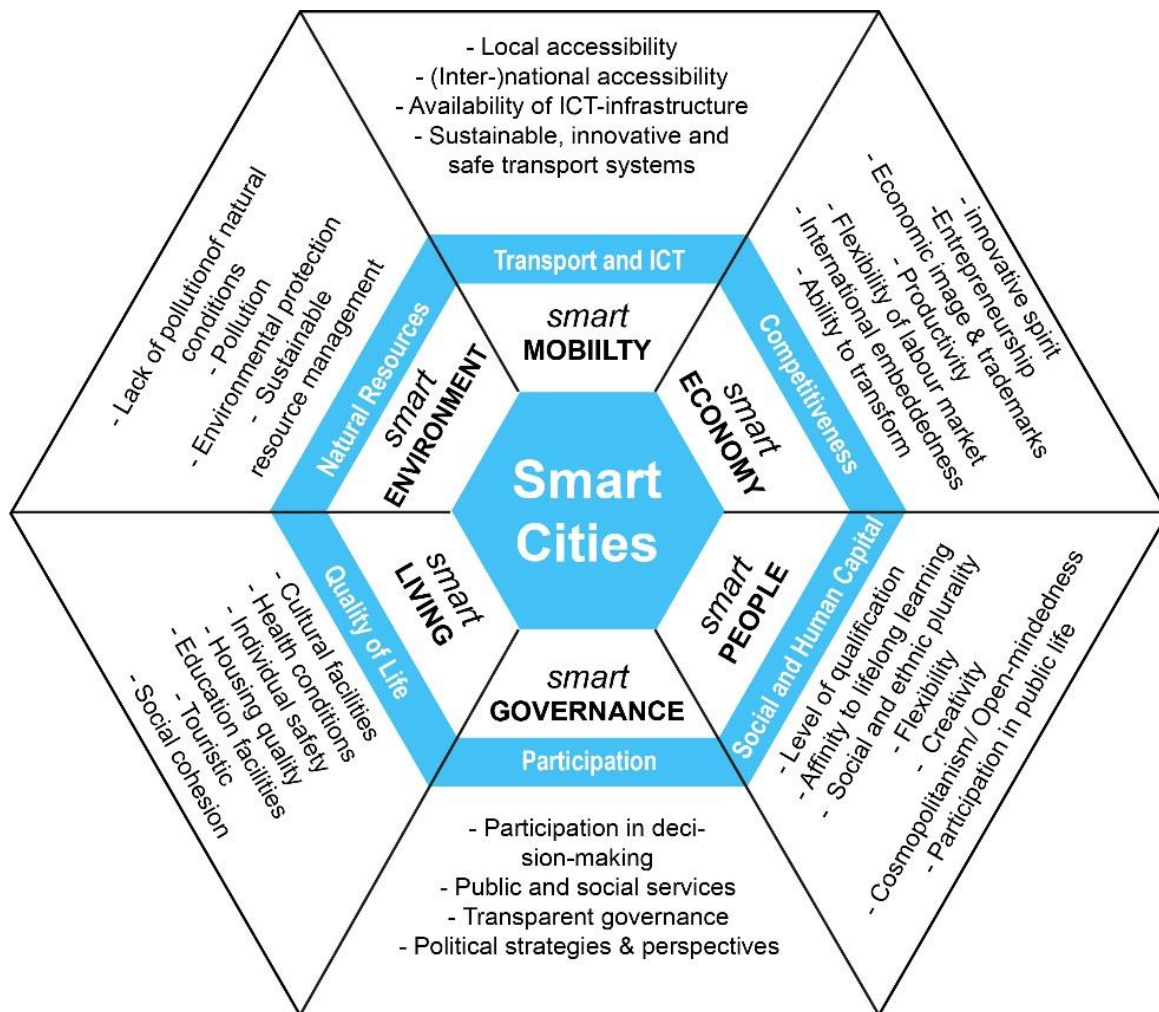 - Local accessibility
- (Inter-)national accessibility
- Availability of ICT-infrastructure
- Sustainable, innovative and
safe transport systems
Transport and ICT
smart
MOBIILTY
- innovative spirit
-Entrepreneurship
- Economic image & trademarks
- Productivity
- Flexibility of labour market
- International embeddedness
- Ability to transform
Competitiveness
smart
ECONOMY
- Lack of pollutionof natural
conditions
- Pollution
- Environmental protection
- Sustainable
resource management
Natural Resources
smart
ENVIRONMENT
Smart
Cities
smart
LIVING
Quality of Life
- Cultural facilities
- Health conditions
- Individual safety
- Housing quality
- Education facilities
- Touristic
- Social cohesion
smart
PEOPLE
Social and Human Capital
- Level of qualification
- Affinity to lifelong learning
- Social and ethnic plurality
- Flexibility
- Creativity
- Cosmopolitanism/ Open-mindedness
- Participation in public life
smart
GOVERNANCE
Participation
- Participation in deci-
sion-making
- Public and social services
- Transparent governance
- Political strategies & perspectives